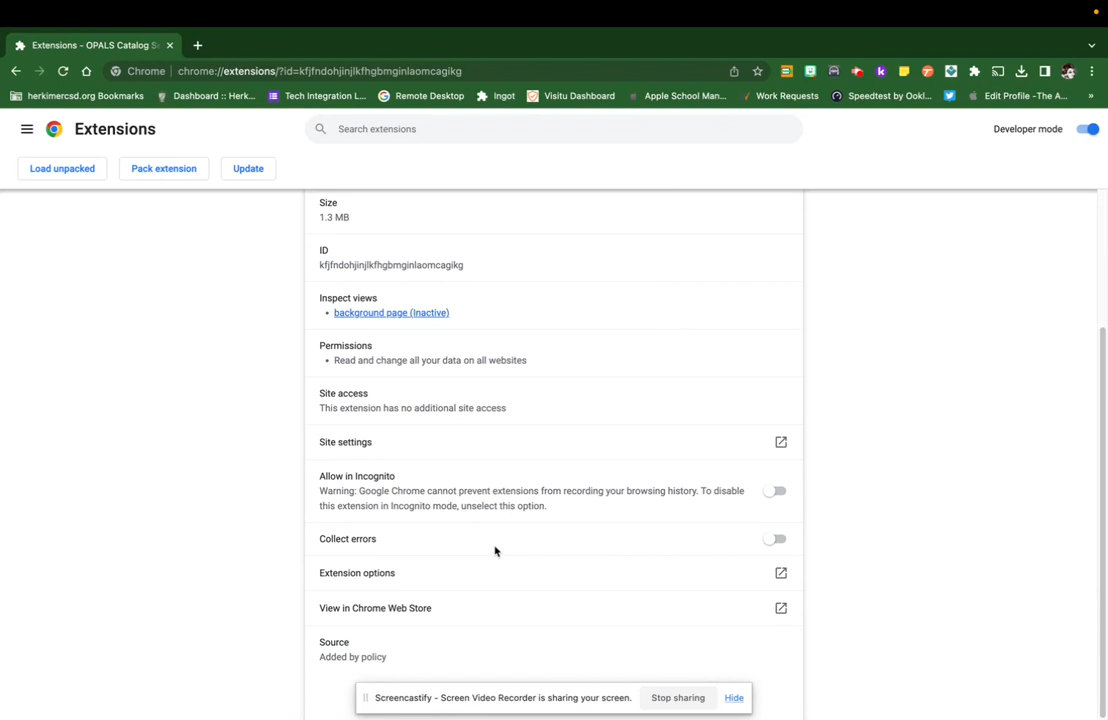 Extensions - OPALS Catalog S
Chrome
chrome://extensions/?id=kfjfndohjinjlkfhgbmginlaomcagikg
herkimercsd.org Bookmarks
Dashboard :: Herk...
Tech Integration L...
Remote Desktop
Ingot
Visitu Dashboard
Apple School Man...
Work Requests
Speedtest by Ookl...
Edit Profile -The A...
»
Extensions
Search extensions
Developer mode
Load unpacked
Pack extension
Update
Size
1.3 MB
ID
kfjfndohjinjlkfhgbmginlaomcagikg
Inspect views
• background page (Inactive)
Permissions
• Read and change all your data on all websites
Site access
This extension has no additional site access
Site settings
Allow in Incognito
Warning: Google Chrome cannot prevent extensions from recording your browsing history. To disable
this extension in Incognito mode, unselect this option.
Collect errors
Extension options
View in Chrome Web Store
Source
Added by policy
Screencastify - Screen Video Recorder is sharing your screen.
Stop sharing
Hide